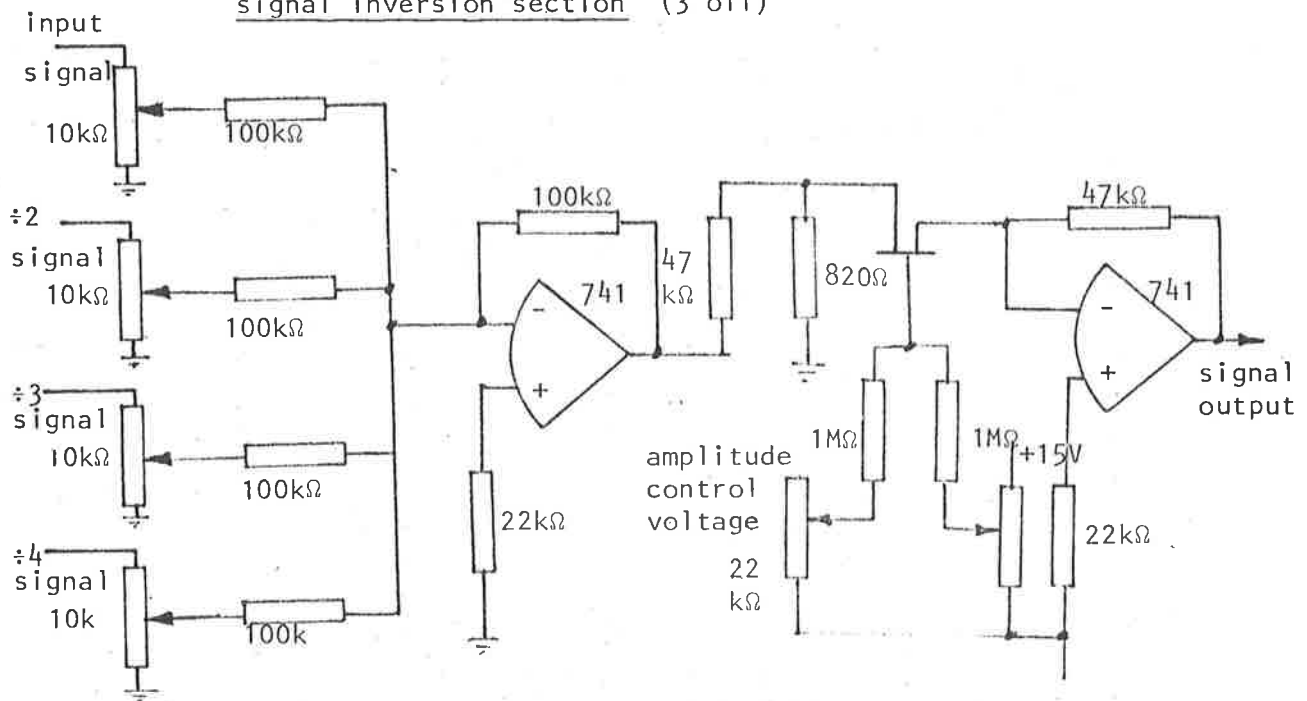 signal inversion section (3 off)
input
signal
10kΩ
100kΩ
÷2
signal
10kΩ
100kΩ
÷3
signal
10kΩ
100kΩ
÷4
signal
10k
100k
100kΩ
741
-
+
22kΩ
47
kΩ
820Ω
47kΩ
741
-
+
signal
output
1MΩ
1MΩ
+15V
amplitude
control
voltage
22
kΩ
22kΩ